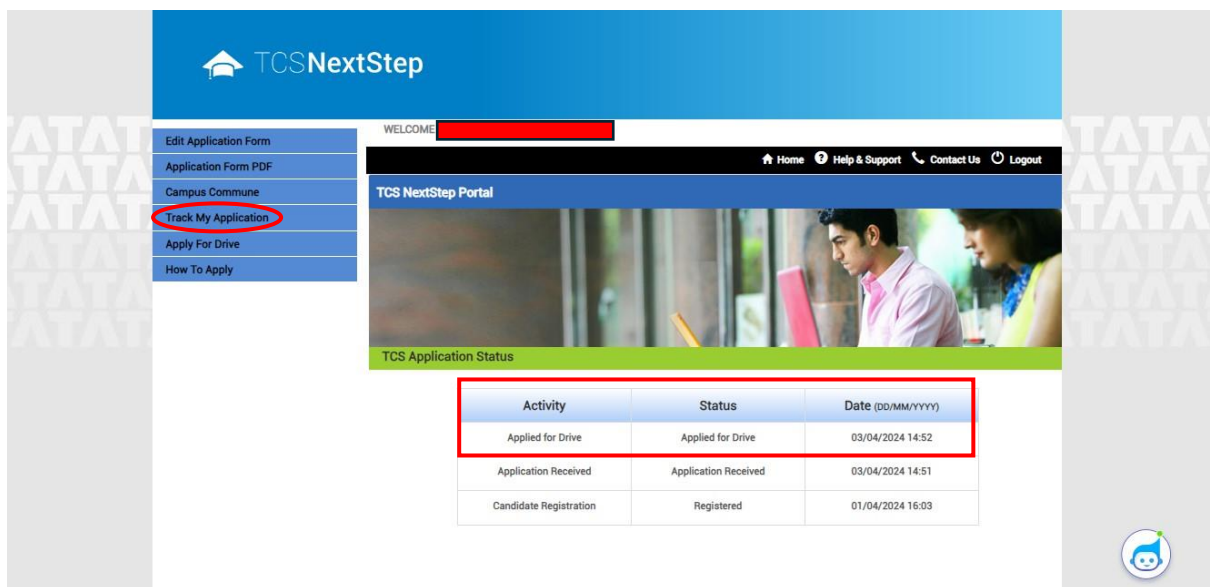 TCSNextStep
WELCOME
Edit Application Form
Application Form PDF
Campus Commune
Track My Application
Apply For Drive
How To Apply
Home Help & Support Contact Us Logout
TCS NextStep Portal
TCS Application Status
Activity Status Date (DD/MM/YYYY)
Applied for Drive Applied for Drive 03/04/2024 14:52
Application Received Application Received 03/04/2024 14:51
Candidate Registration Registered 01/04/2024 16:03